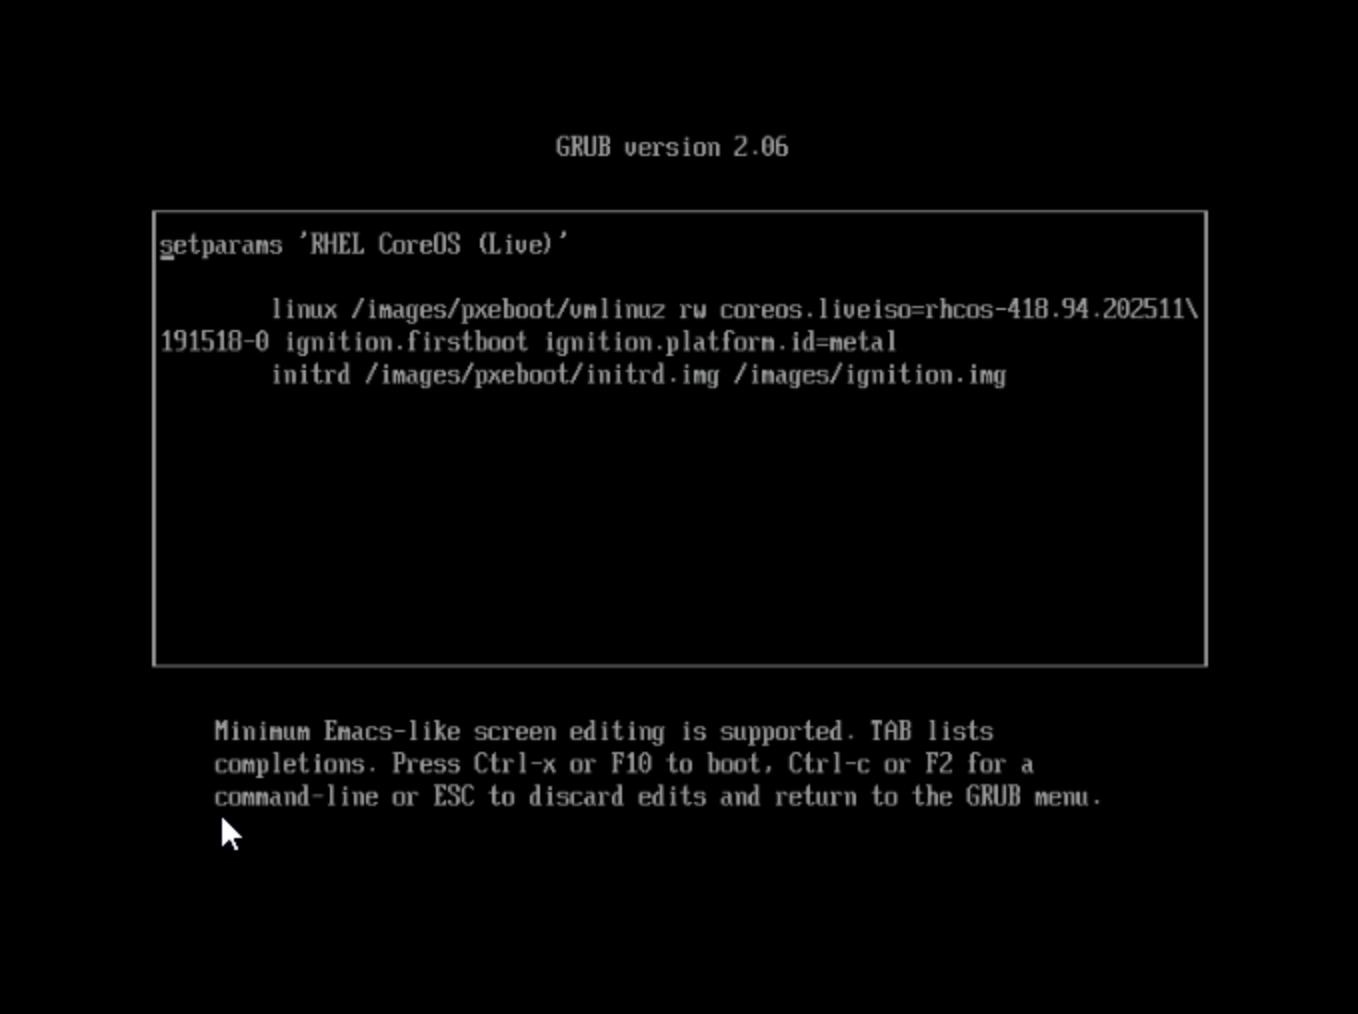 GRUB version 2.06
setparams 'RHEL CoreOS (Live)'
linux /images/pxeboot/vmlinuz rw coreos.liveiso=rhcos-418.94.202511\
191518-0 ignition.firstboot ignition.platform.id=metal
initrd /images/pxeboot/initrd.img /images/ignition.img
Minimum Emacs-like screen editing is supported. TAB lists
completions. Press Ctrl-x or F10 to boot, Ctrl-c or F2 for a
command-line or ESC to discard edits and return to the GRUB menu.